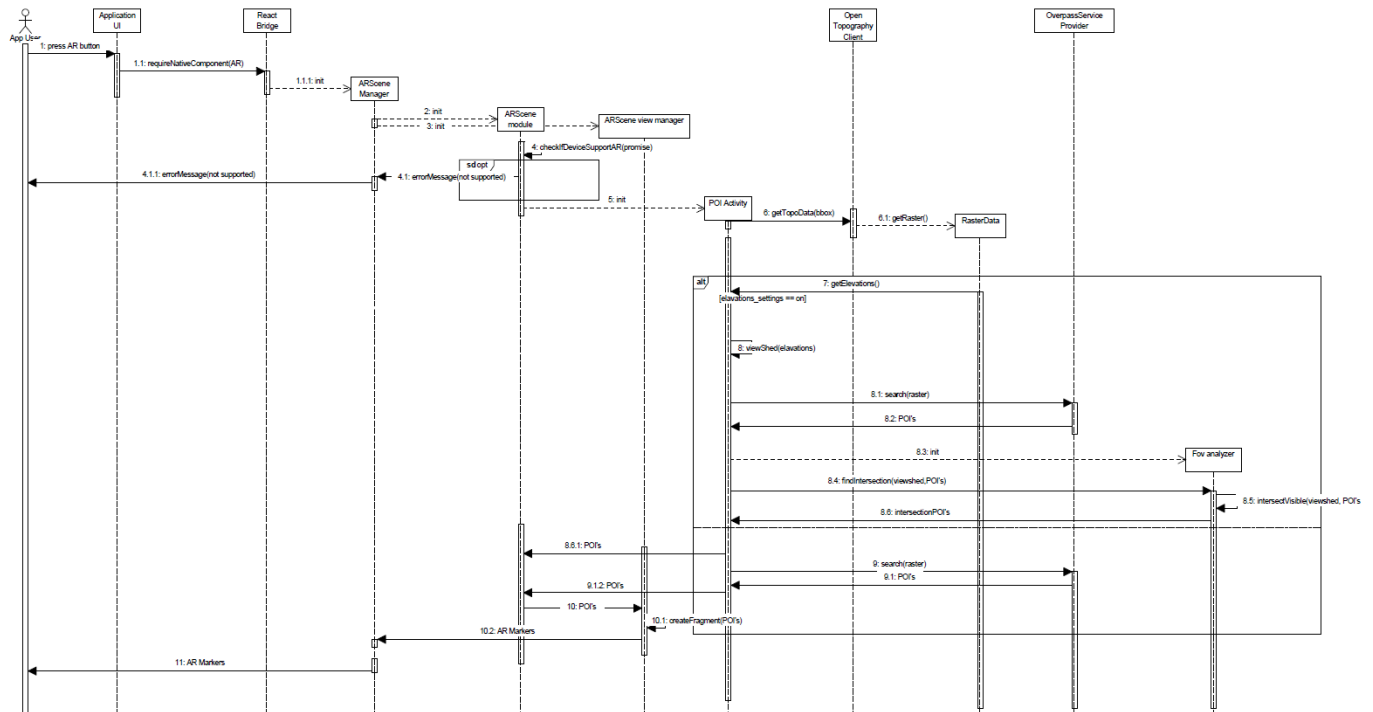 Application
UI
React
Bridge
Open
Topography
Client
OverpassService
Provider
App User
1: press AR button
1.1: requireNativeComponent(AR)
1.1.1: init
ARScene
Manager
2: init
3: init
ARScene
module
ARScene view manager
4: checkIfDeviceSupportAR(promise)
sd opt
4.1: errorMessage(not supported)
4.1.1: errorMessage(not supported)
5: init
POI Activity
6: getTopoData(bbox)
6.1: getRaster()
RasterData
alt
7: getElevations()
[elavations_settings == on]
8: viewShed(elavations)
8.1: search(raster)
8.2: POI's
8.3: init
Fov analyzer
8.4: findIntersection(viewshed,POI's)
8.5: intersectVisible(viewshed, POI's
8.6: intersectionPOI's
8.6.1: POI's
9: search(raster)
9.1: POI's
9.1.2: POI's
10: POI's
10.1: createFragment(POI's)
10.2: AR Markers
11: AR Markers